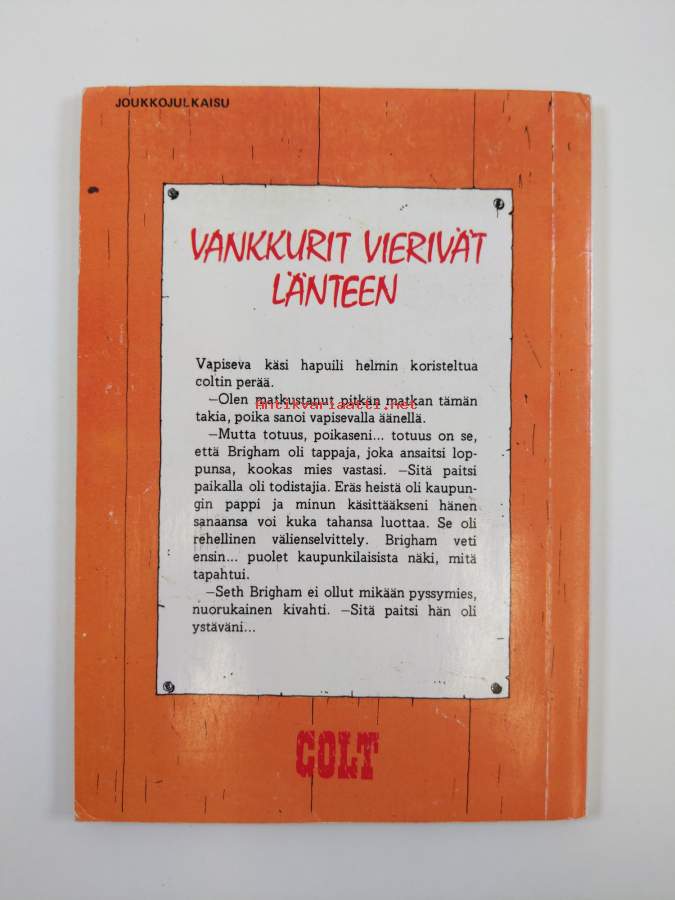 JOUKKOJULKAISU
VANKKURIT VIERIVÄT
LÄNTEEN
Vapiseva käsi hapuili helmin koristeltua
coltin perää.
—Olen matkustanut pitkän matkan tämän
antikvariaatti.net
takia, poika sanoi vapisevalla äänellä.
—Mutta totuus, poikaseni... totuus on se,
että Brigham oli tappaja, joka ansaitsi lop-
punsa, kookas mies vastasi. —Sitä paitsi
paikalla oli todistajia. Eräs heistä oli kaupun-
gin pappi ja minun käsittääkseni hänen
sanaansa voi kuka tahansa luottaa. Se oli
rehellinen välienselvittely. Brigham veti
ensin... puolet kaupunkilaisista näki, mitä
tapahtui.
—Seth Brigham ei ollut mikään pyssymies,
nuorukainen kivahti. —Sitä paitsi hän oli
ystäväni...
COLT